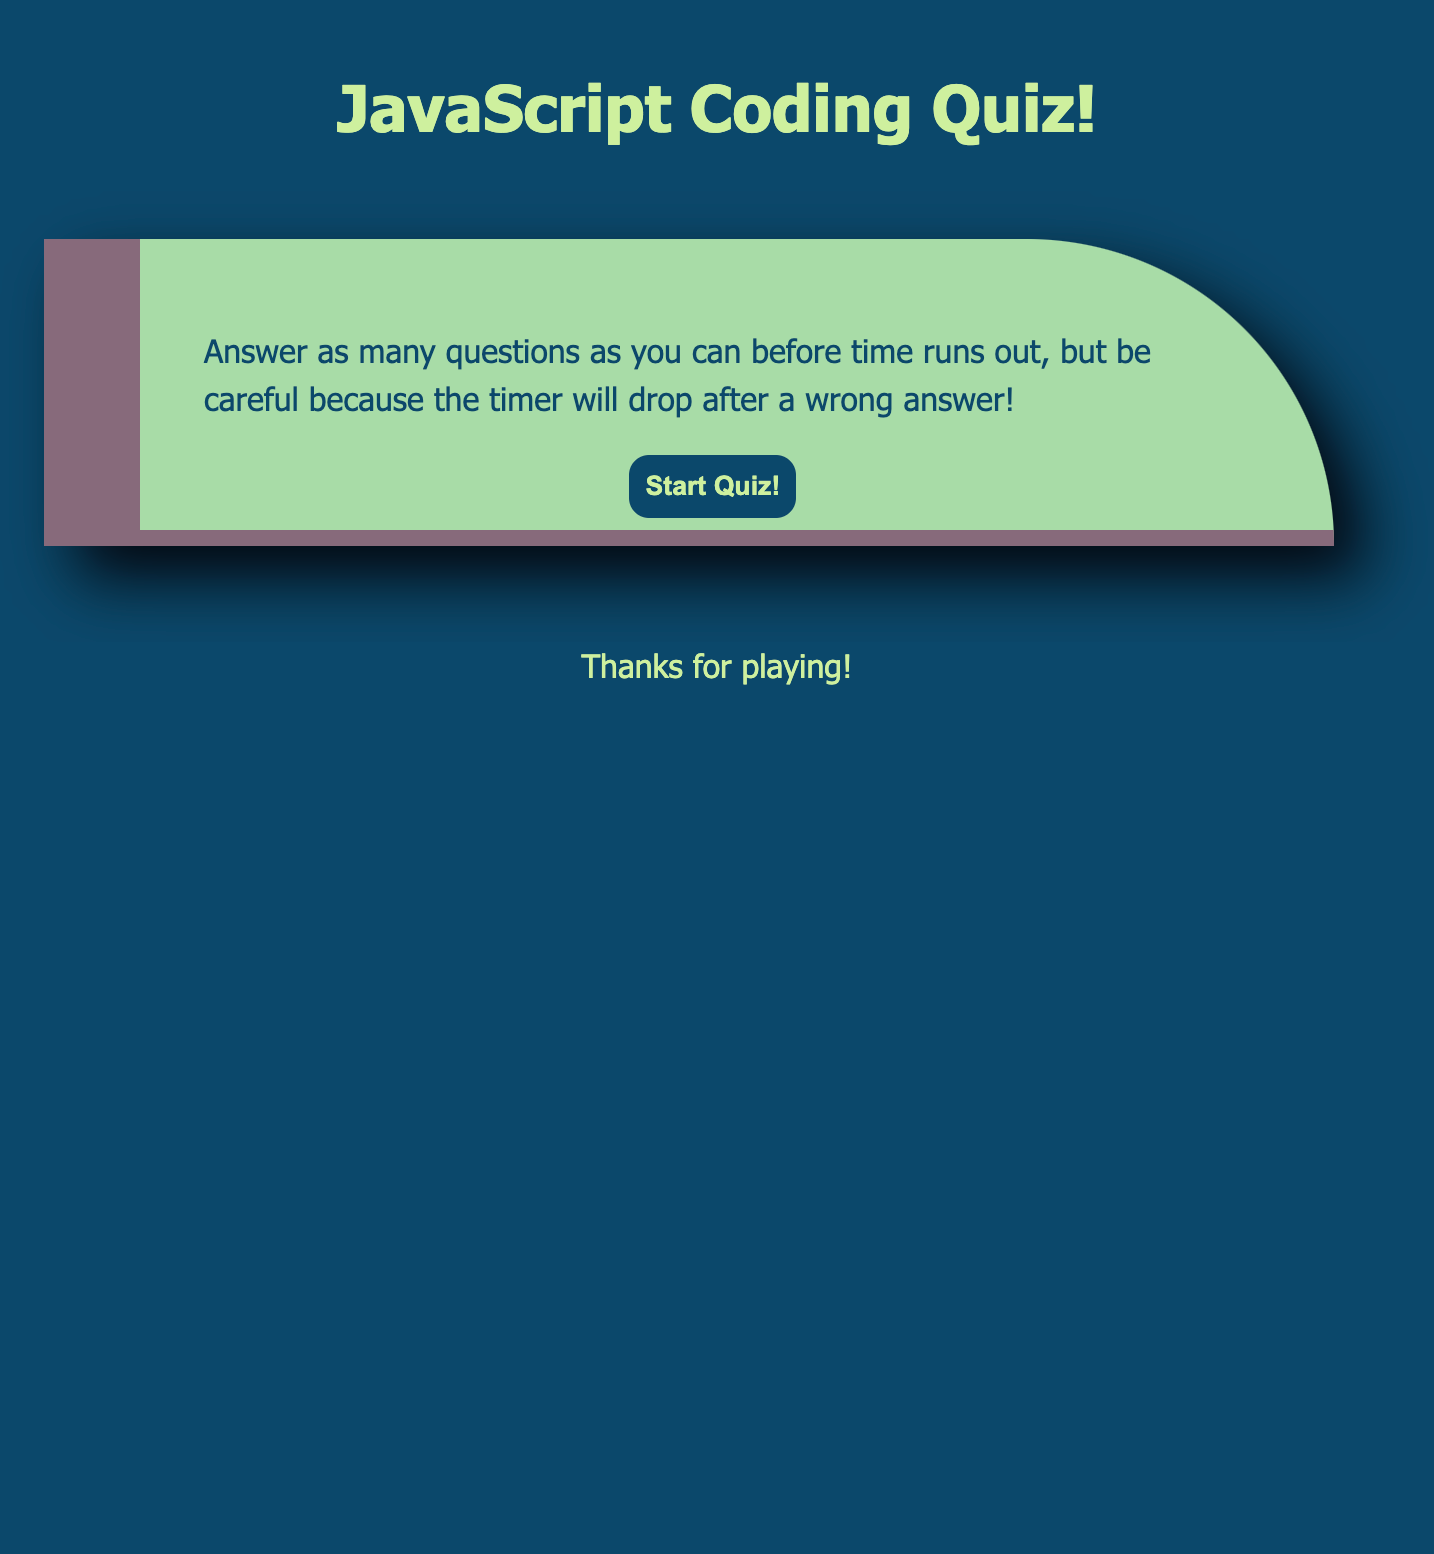 JavaScript Coding Quiz!
Answer as many questions as you can before time runs out, but be
careful because the timer will drop after a wrong answer!
Start Quiz!
Thanks for playing!